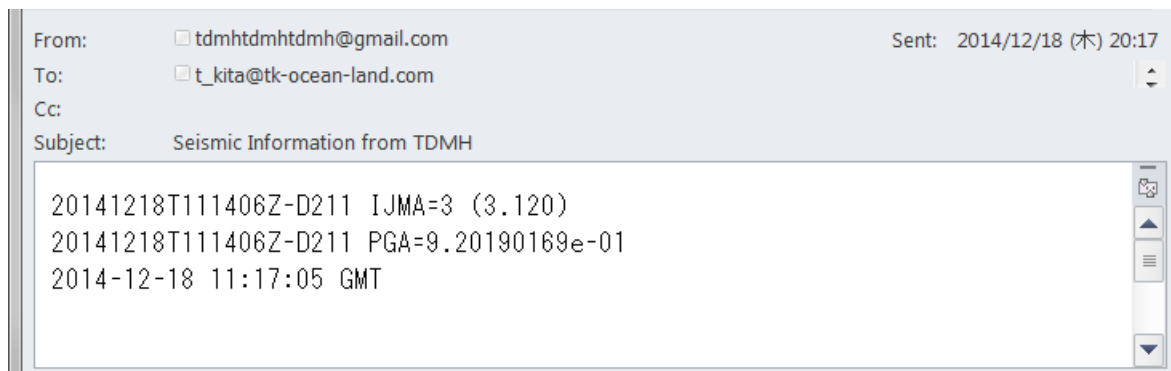 From: tdmhtdmhtdmh@gmail.com Sent: 2014/12/18 (木) 20:17
To: t_kita@tk-ocean-land.com
Cc:
Subject: Seismic Information from TDMH
20141218T111406Z-D211 IJMA=3 (3.120)
20141218T111406Z-D211 PGA=9.20190169e-01
2014-12-18 11:17:05 GMT